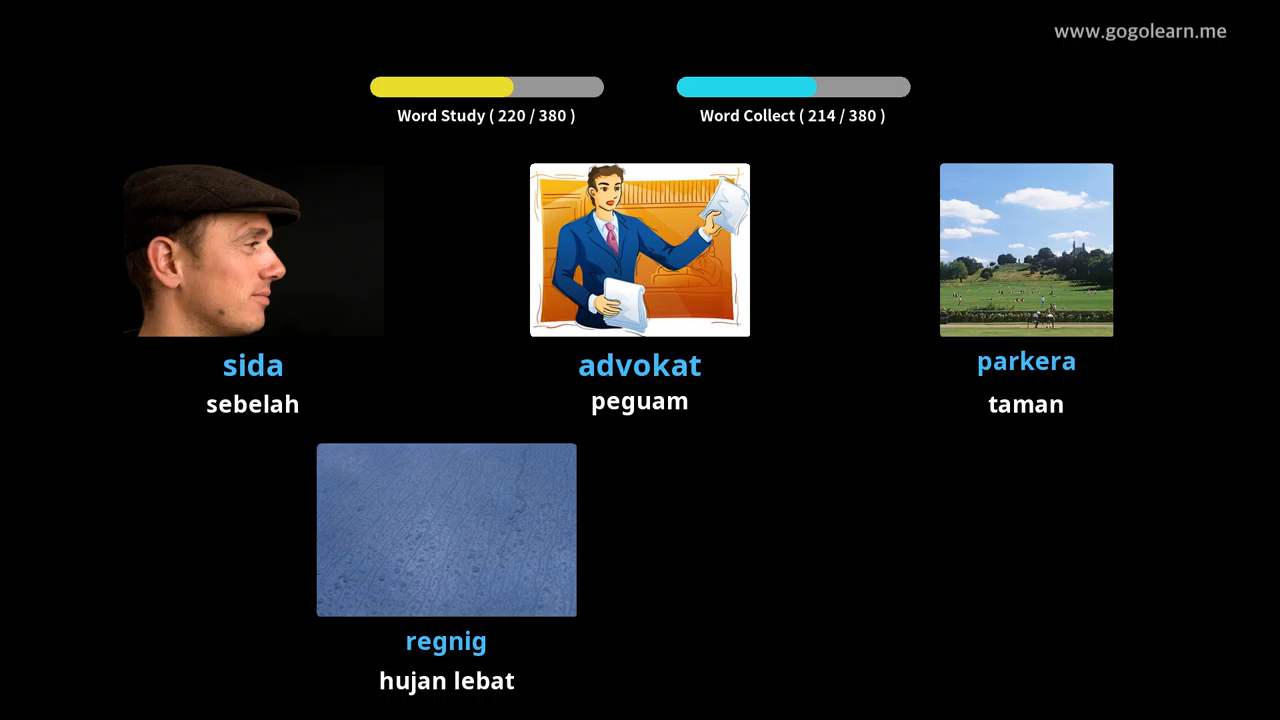 www.gogolearn.me
Word Study ( 220 / 380 )
Word Collect ( 214 / 380 )
sida
sebelah
advokat
peguam
parkera
taman
regnig
hujan lebat